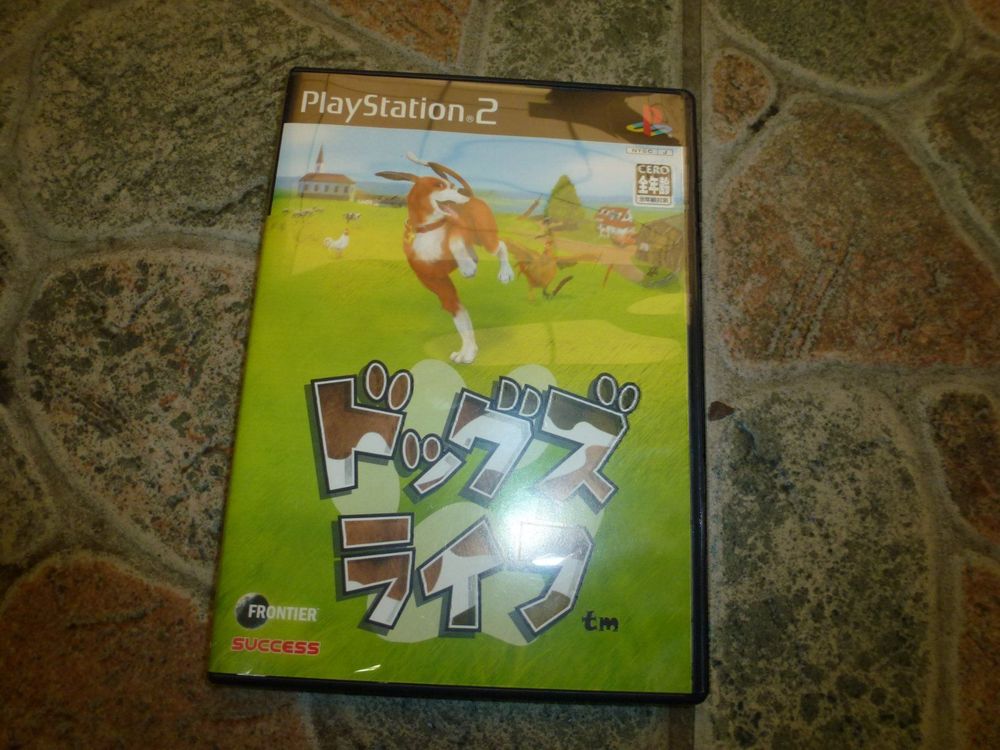 PlayStation®2
NTSC J
CERO
全年齢
ドッグズ
ライフ
tm
FRONTIER
SUCCESS